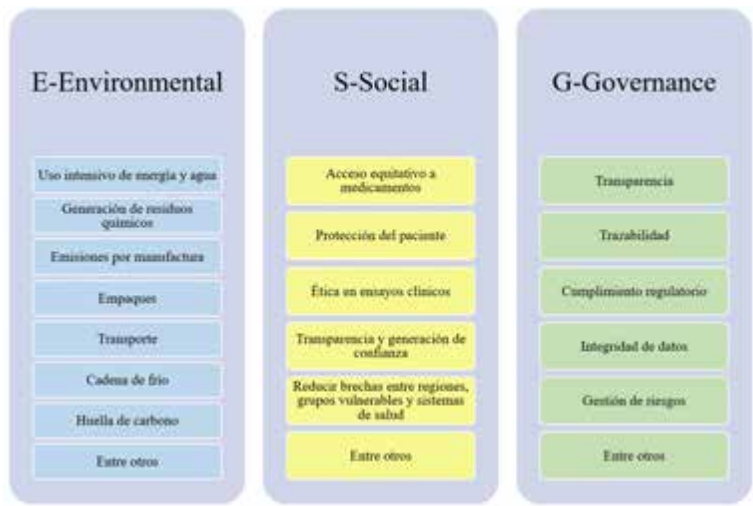 E-Environmental
Uso intensivo de energía y agua
Generación de residuos
químicos
Emisiones por manufactura
Empaques
Transporte
Cadena de frío
Huella de carbono
Entre otros
S-Social
Acceso equitativo a
medicamentos
Protección del paciente
Ética en ensayos clínicos
Transparencia y generación de
confianza
Reducir brechas entre regiones,
grupos vulnerables y sistemas
de salud
Entre otros
G-Governance
Transparencia
Trazabilidad
Cumplimiento regulatorio
Integridad de datos
Gestión de riesgos
Entre otros